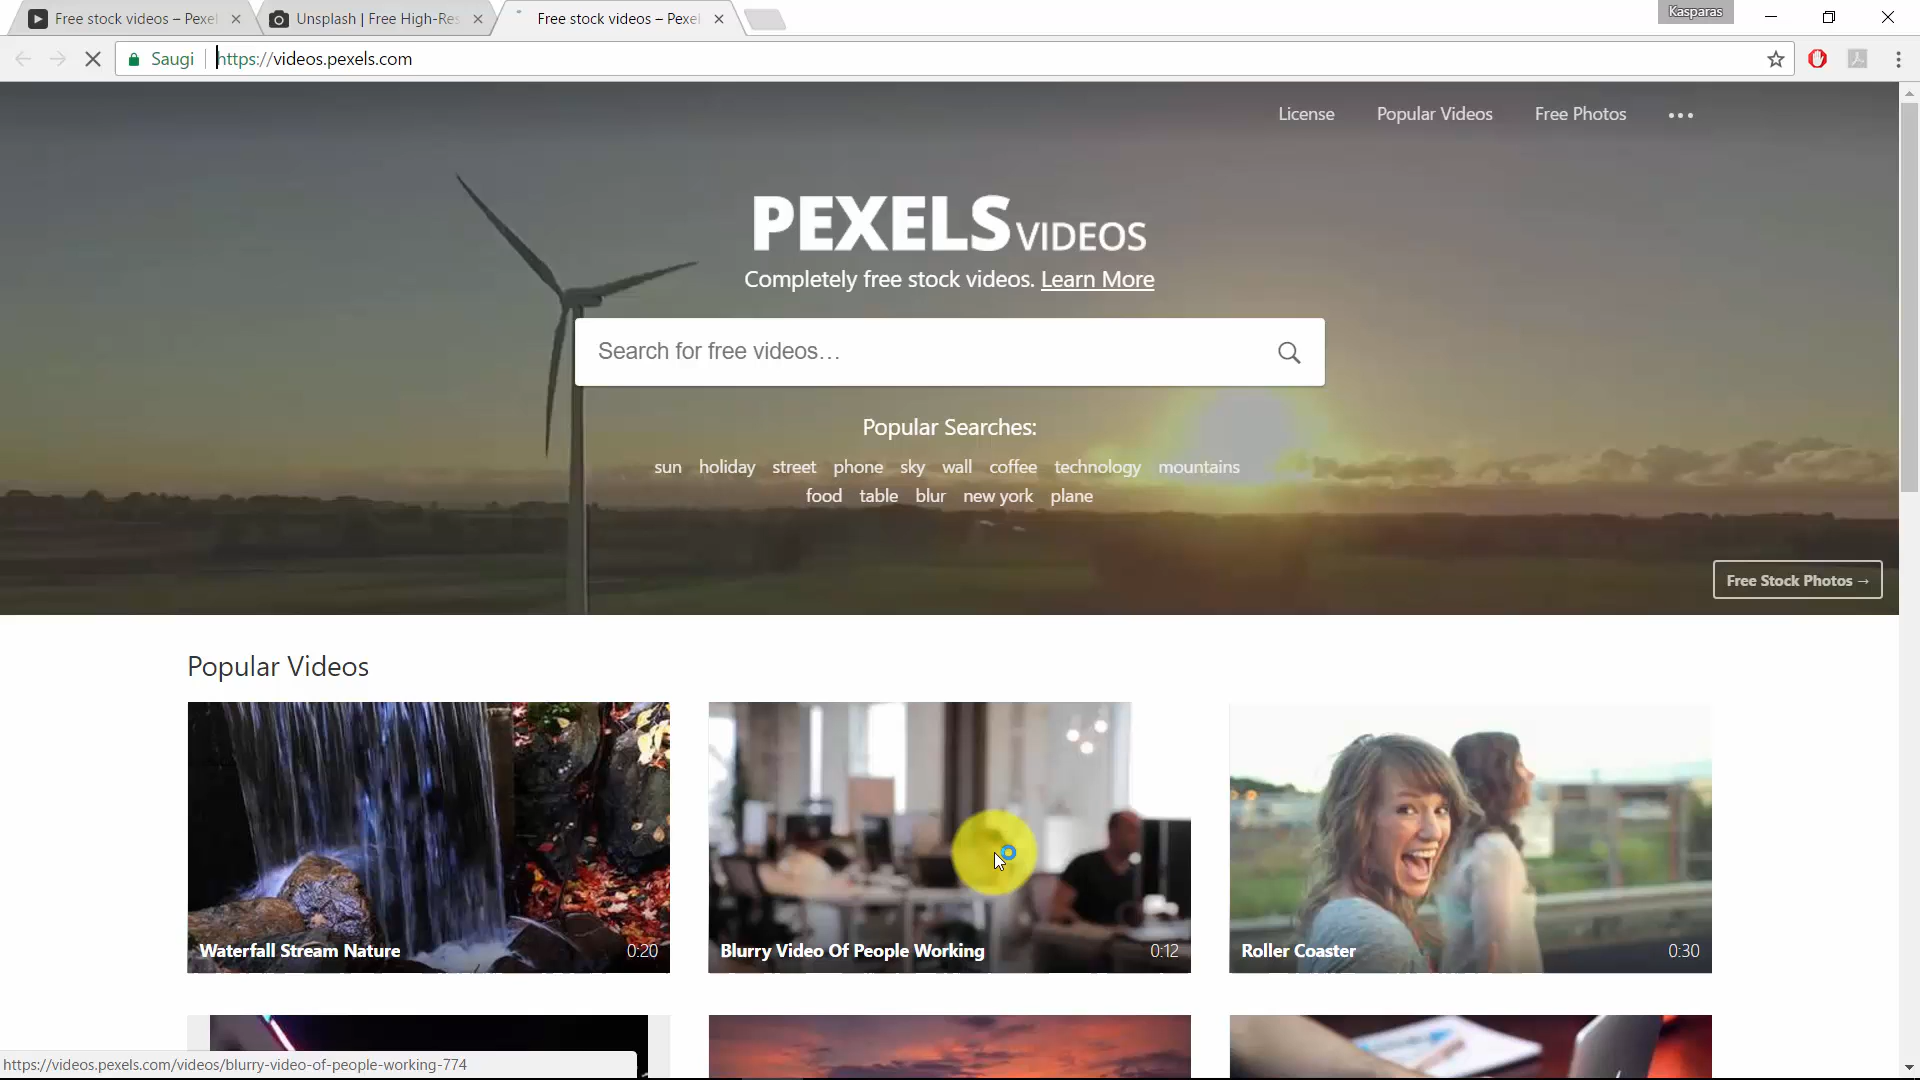 Free stock videos – Pexel
Unsplash | Free High-Res
Free stock videos – Pexel
Kasparas
Saugi
https://videos.pexels.com
License
Popular Videos
Free Photos
PEXELS VIDEOS
Completely free stock videos. Learn More
Search for free videos…
Popular Searches:
sun holiday street phone sky wall coffee technology mountains
food table blur new york plane
Free Stock Photos →
Popular Videos
Waterfall Stream Nature 0:20
Blurry Video Of People Working 0:12
Roller Coaster 0:30
https://videos.pexels.com/videos/blurry-video-of-people-working-774